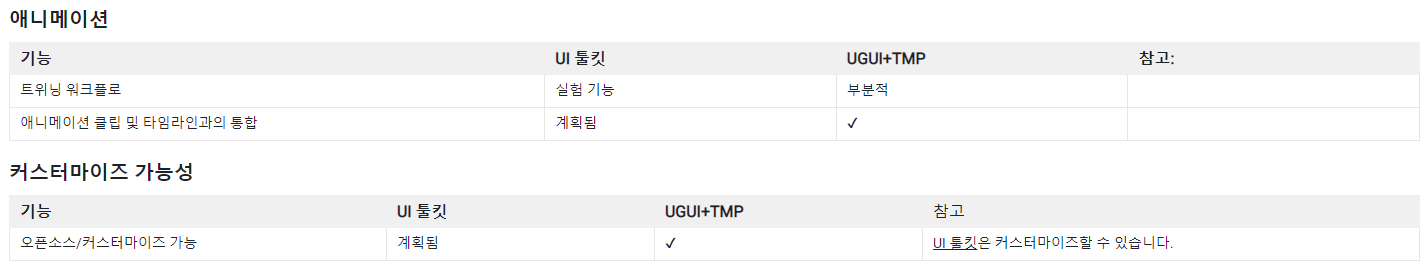 애니메이션
기능 UI 툴킷 UGUI+TMP 참고:
트위닝 워크플로 실험 기능 부분적
애니메이션 클립 및 타임라인과의 통합 계획됨 ✓
커스터마이즈 가능성
기능 UI 툴킷 UGUI+TMP 참고
오픈소스/커스터마이즈 가능 계획됨 ✓ UI 툴킷은 커스터마이즈할 수 있습니다.